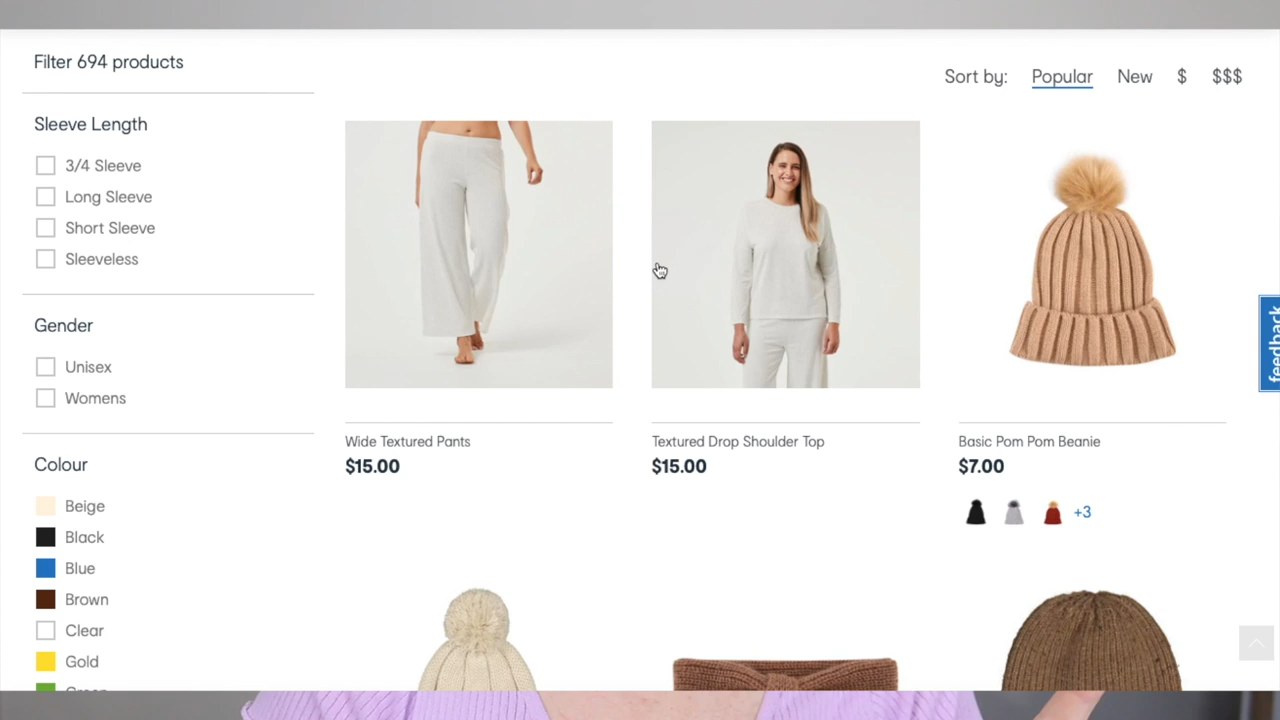 Filter 694 products
Sort by: Popular New $ $$$
Sleeve Length
3/4 Sleeve
Long Sleeve
Short Sleeve
Sleeveless
Gender
Unisex
Womens
Colour
Beige
Black
Blue
Brown
Clear
Gold
Wide Textured Pants
$15.00
Textured Drop Shoulder Top
$15.00
Basic Pom Pom Beanie
$7.00
+3
feedback